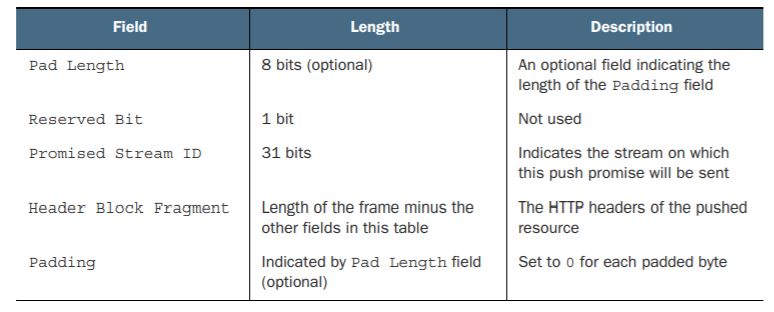 Field Length Description
Pad Length 8 bits (optional) An optional field indicating the
length of the Padding field
Reserved Bit 1 bit Not used
Promised Stream ID 31 bits Indicates the stream on which
this push promise will be sent
Header Block Fragment Length of the frame minus the The HTTP headers of the pushed
other fields in this table resource
Padding Indicated by Pad Length field Set to 0 for each padded byte
(optional)